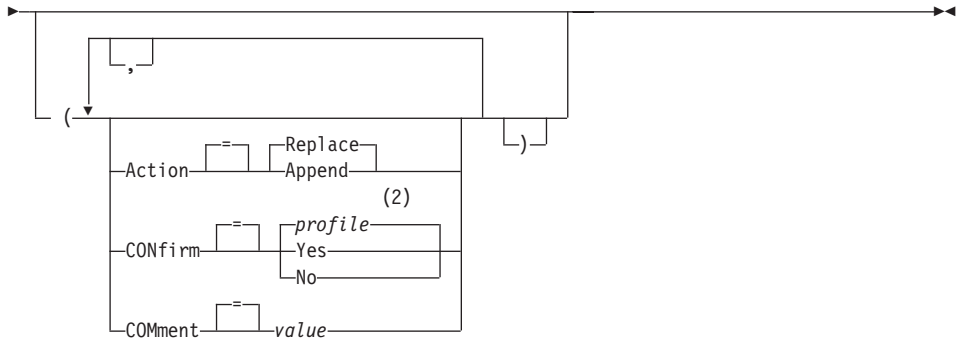 ,
(
)
=
Replace
Action
Append
(2)
=
profile
CONfirm
Yes
No
=
COMment
value